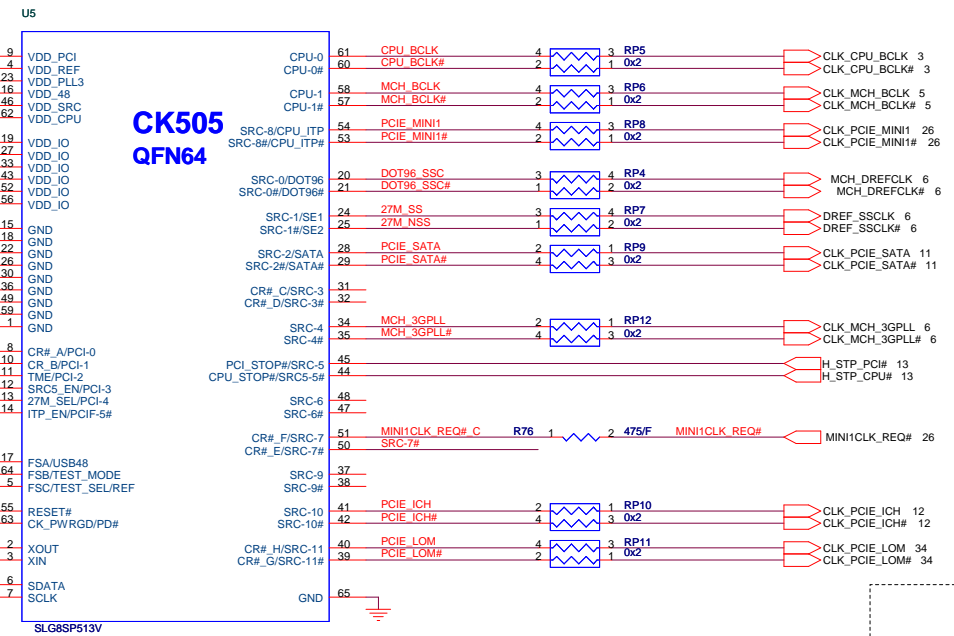 U5
CK505
QFN64
9 VDD_PCI
4 VDD_REF
23 VDD_PLL3
16 VDD_48
46 VDD_SRC
62 VDD_CPU
19 VDD_IO
27 VDD_IO
33 VDD_IO
43 VDD_IO
52 VDD_IO
56 VDD_IO
15 GND
18 GND
22 GND
26 GND
30 GND
36 GND
49 GND
59 GND
1 GND
8 CR#_A/PCI-0
10 CR_B/PCI-1
11 TME/PCI-2
12 SRC5_EN/PCI-3
13 27M_SEL/PCI-4
14 ITP_EN/PCIF-5#
17 FSA/USB48
64 FSB/TEST_MODE
5 FSC/TEST_SEL/REF
55 RESET#
63 CK_PWRGD/PD#
2 XOUT
3 XIN
6 SDATA
7 SCLK
CPU-0 61 CPU_BCLK 4 3 RP5 CLK_CPU_BCLK 3
CPU-0# 60 CPU_BCLK# 2 1 0x2 CLK_CPU_BCLK# 3
CPU-1 58 MCH_BCLK 4 3 RP6 CLK_MCH_BCLK 5
CPU-1# 57 MCH_BCLK# 2 1 0x2 CLK_MCH_BCLK# 5
SRC-8/CPU_ITP 54 PCIE_MINI1 4 3 RP8 CLK_PCIE_MINI1 26
SRC-8#/CPU_ITP# 53 PCIE_MINI1# 2 1 0x2 CLK_PCIE_MINI1# 26
SRC-0/DOT96 20 DOT96_SSC 3 4 RP4 MCH_DREFCLK 6
SRC-0#/DOT96# 21 DOT96_SSC# 1 2 0x2 MCH_DREFCLK# 6
SRC-1/SE1 24 27M_SS 3 4 RP7 DREF_SSCLK 6
SRC-1#/SE2 25 27M_NSS 1 2 0x2 DREF_SSCLK# 6
SRC-2/SATA 28 PCIE_SATA 2 1 RP9 CLK_PCIE_SATA 11
SRC-2#/SATA# 29 PCIE_SATA# 4 3 0x2 CLK_PCIE_SATA# 11
CR#_C/SRC-3 31
CR#_D/SRC-3# 32
SRC-4 34 MCH_3GPLL 2 1 RP12 CLK_MCH_3GPLL 6
SRC-4# 35 MCH_3GPLL# 4 3 0x2 CLK_MCH_3GPLL# 6
PCI_STOP#/SRC-5 45 H_STP_PCI# 13
CPU_STOP#/SRC5-5# 44 H_STP_CPU# 13
SRC-6 48
SRC-6# 47
CR#_F/SRC-7 51 MINI1CLK_REQ#_C R76 1 2 475/F MINI1CLK_REQ# MINI1CLK_REQ# 26
CR#_E/SRC-7# 50 SRC-7#
SRC-9 37
SRC-9# 38
SRC-10 41 PCIE_ICH 2 1 RP10 CLK_PCIE_ICH 12
SRC-10# 42 PCIE_ICH# 4 3 0x2 CLK_PCIE_ICH# 12
CR#_H/SRC-11 40 PCIE_LOM 4 3 RP11 CLK_PCIE_LOM 34
CR#_G/SRC-11# 39 PCIE_LOM# 2 1 0x2 CLK_PCIE_LOM# 34
GND 65
SLG8SP513V